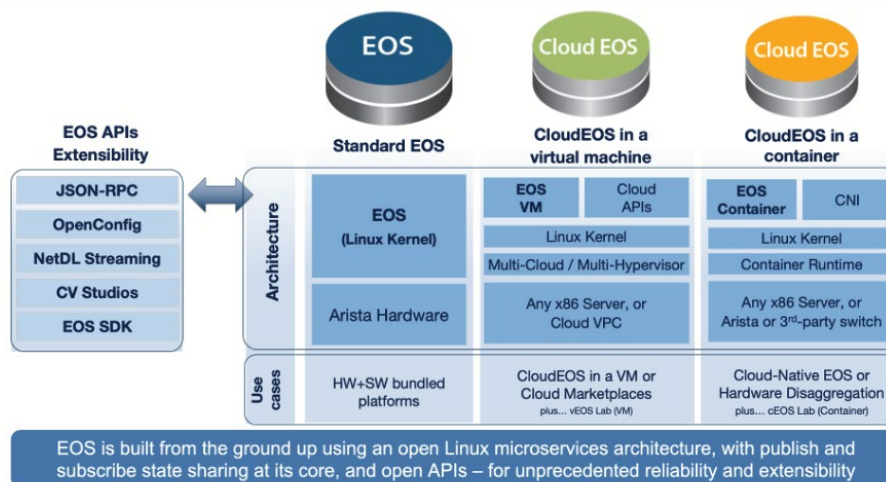 EOS
Cloud EOS
Cloud EOS
EOS APIs
Extensibility
JSON-RPC
OpenConfig
NetDL Streaming
CV Studios
EOS SDK
Standard EOS
CloudEOS in a
virtual machine
CloudEOS in a
container
Architecture
EOS
(Linux Kernel)
Arista Hardware
EOS
VM
Cloud
APIs
Linux Kernel
Multi-Cloud / Multi-Hypervisor
Any x86 Server, or
Cloud VPC
EOS
Container
CNI
Linux Kernel
Container Runtime
Any x86 Server, or
Arista or 3rd-party switch
Use
cases
HW+SW bundled
platforms
CloudEOS in a VM or
Cloud Marketplaces
plus... vEOS Lab (VM)
Cloud-Native EOS or
Hardware Disaggregation
plus... cEOS Lab (Container)
EOS is built from the ground up using an open Linux microservices architecture, with publish and
subscribe state sharing at its core, and open APIs – for unprecedented reliability and extensibility